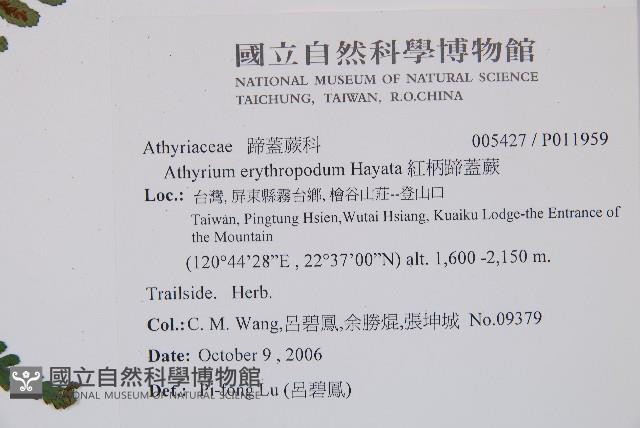 國立自然科學博物館
NATIONAL MUSEUM OF NATURAL SCIENCE
TAICHUNG, TAIWAN, R.O.CHINA
Athyriaceae 蹄蓋蕨科 005427 / P011959
Athyrium erythropodum Hayata 紅柄蹄蓋蕨
Loc.: 台灣, 屏東縣霧台鄉, 檜谷山莊--登山口
Taiwan, Pingtung Hsien,Wutai Hsiang, Kuaiku Lodge-the Entrance of
the Mountain
(120°44'28”E , 22°37'00”N) alt. 1,600 -2,150 m.
Trailside. Herb.
Col.: C. M. Wang,呂碧鳳,余勝焜,張坤城 No.09379
Date: October 9 , 2006
Det.: Pi-fong Lu (呂碧鳳)
國立自然科學博物館
NATIONAL MUSEUM OF NATURAL SCIENCE